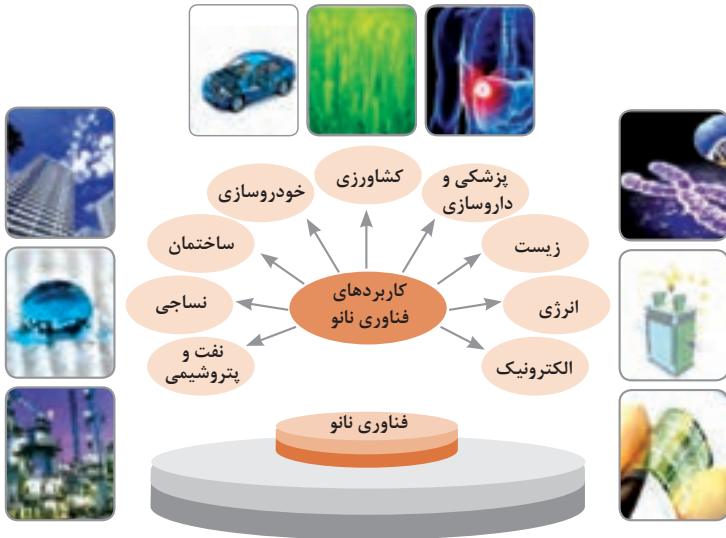 کشاورزی
پزشکی و
داروسازی
خودروسازی
زیست
ساختمان
کاربردهای
فناوری نانو
انرژی
نساجی
الکترونیک
نفت و
پتروشیمی
فناوری نانو